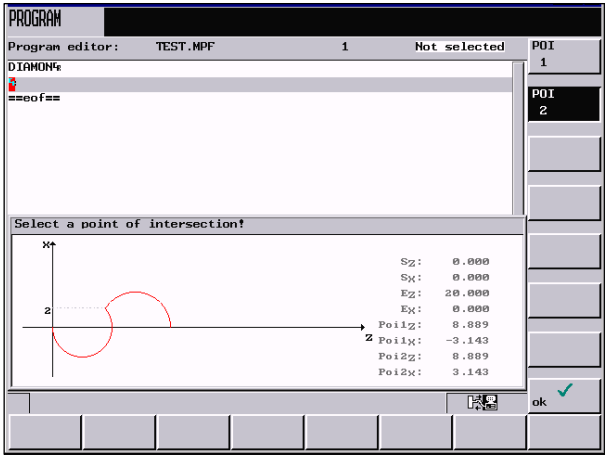 PROGRAM
Program editor: TEST.MPF 1 Not selected
DIAMON
==eof==
Select a point of intersection!
X
2
Z
SZ: 0.000
SX: 0.000
EZ: 20.000
EX: 0.000
Poi1Z: 8.889
Poi1X: -3.143
Poi2Z: 8.889
Poi2X: 3.143
POI
1
POI
2
ok